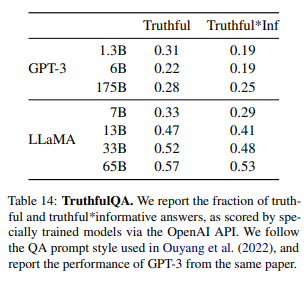 Truthful Truthful*Inf
1.3B 0.31 0.19
GPT-3 6B 0.22 0.19
175B 0.28 0.25
7B 0.33 0.29
13B 0.47 0.41
LLaMA
33B 0.52 0.48
65B 0.57 0.53
Table 14: TruthfulQA. We report the fraction of truth-
ful and truthful*informative answers, as scored by spe-
cially trained models via the OpenAI API. We follow
the QA prompt style used in Ouyang et al. (2022), and
report the performance of GPT-3 from the same paper.